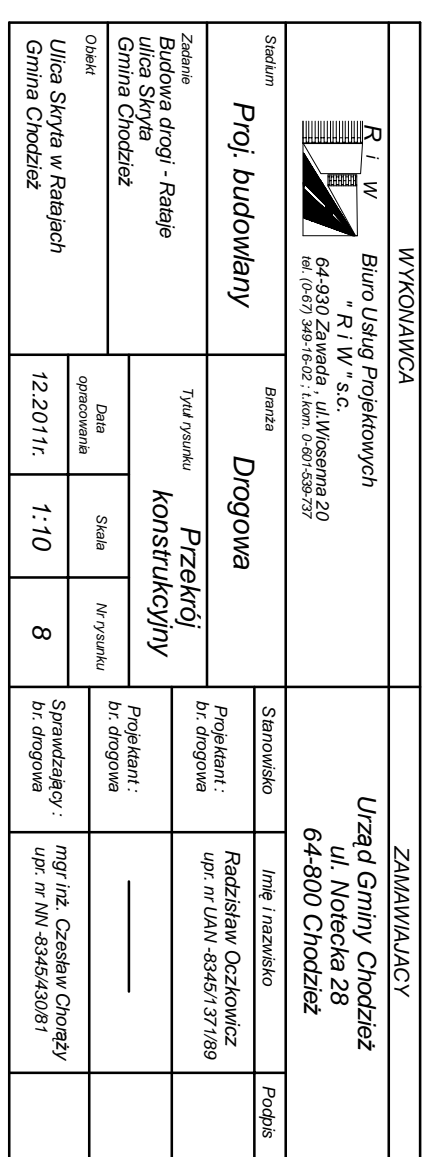 WYKONAWCA
ZAMAWIAJACY
R i W
Biuro Usług Projektowych
" R i W " s.c.
64-930 Zawada , ul.Wiosenna 20
tel. (0-67) 349-16-02 ; t.kom. 0-601-539-737
Urząd Gminy Chodzież
ul. Notecka 28
64-800 Chodzież
Stadium
Proj. budowlany
Branża
Drogowa
Stanowisko
Imię i nazwisko
Podpis
Zadanie
Budowa drogi - Rataje
ulica Skryta
Gmina Chodzież
Tytuł rysunku
Przekrój
konstrukcyjny
Projektant :
br. drogowa
Radzisław Oczkowicz
upr. nr UAN -8345/1371/89
Projektant :
br. drogowa
Obiekt
Ulica Skryta w Ratajach
Gmina Chodzież
Data
opracowania
Skala
Nr rysunku
12.2011r.
1:10
8
Sprawdzający :
br. drogowa
mgr inż. Czesław Chorąży
upr. nr NN -8345/430/81